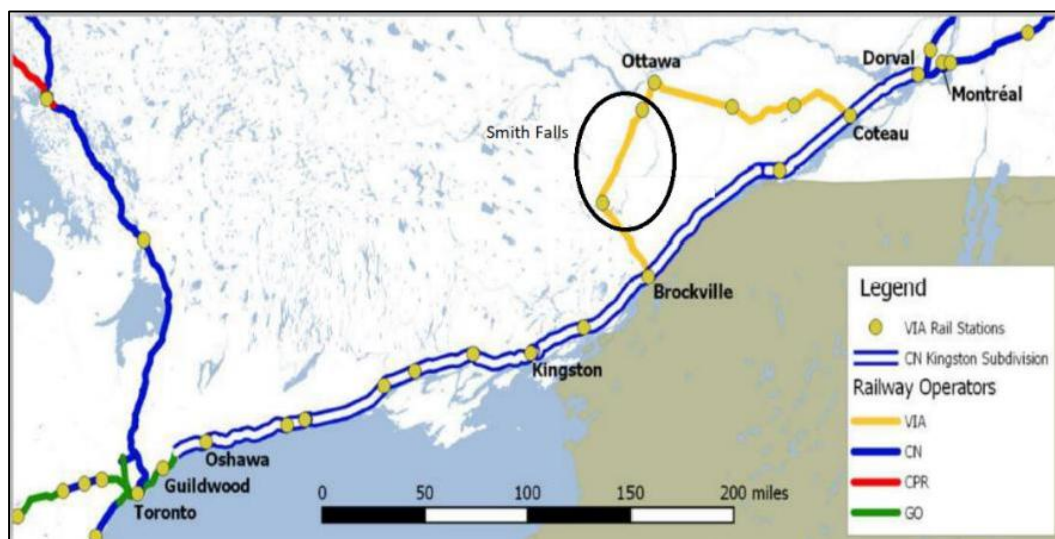 Ottawa
Dorval
Montréal
Smith Falls
Coteau
Brockville
Kingston
Oshawa
Guildwood
Toronto
0 50 100 150 200 miles
Legend
VIA Rail Stations
CN Kingston Subdivision
Railway Operators
VIA
CN
CPR
GO